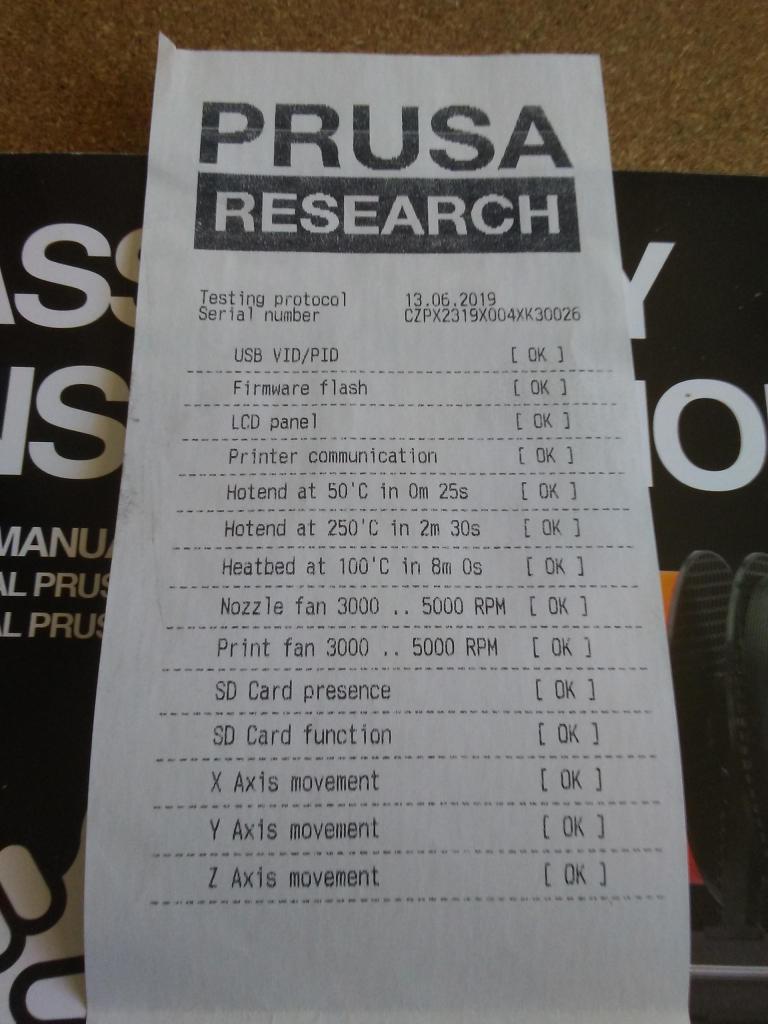 PRUSA
RESEARCH
Testing protocol 13.06.2019
Serial number CZPX2319X004XK30026
USB VID/PID [ OK ]
Firmware flash [ OK ]
LCD panel [ OK ]
Printer communication [ OK ]
Hotend at 50'C in 0m 25s [ OK ]
Hotend at 250'C in 2m 30s [ OK ]
Heatbed at 100'C in 8m 0s [ OK ]
Nozzle fan 3000 .. 5000 RPM [ OK ]
Print fan 3000 .. 5000 RPM [ OK ]
SD Card presence [ OK ]
SD Card function [ OK ]
X Axis movement [ OK ]
Y Axis movement [ OK ]
Z Axis movement [ OK ]
ASS Y
NS IO
MANUA
AL PRUS
AL PRUS